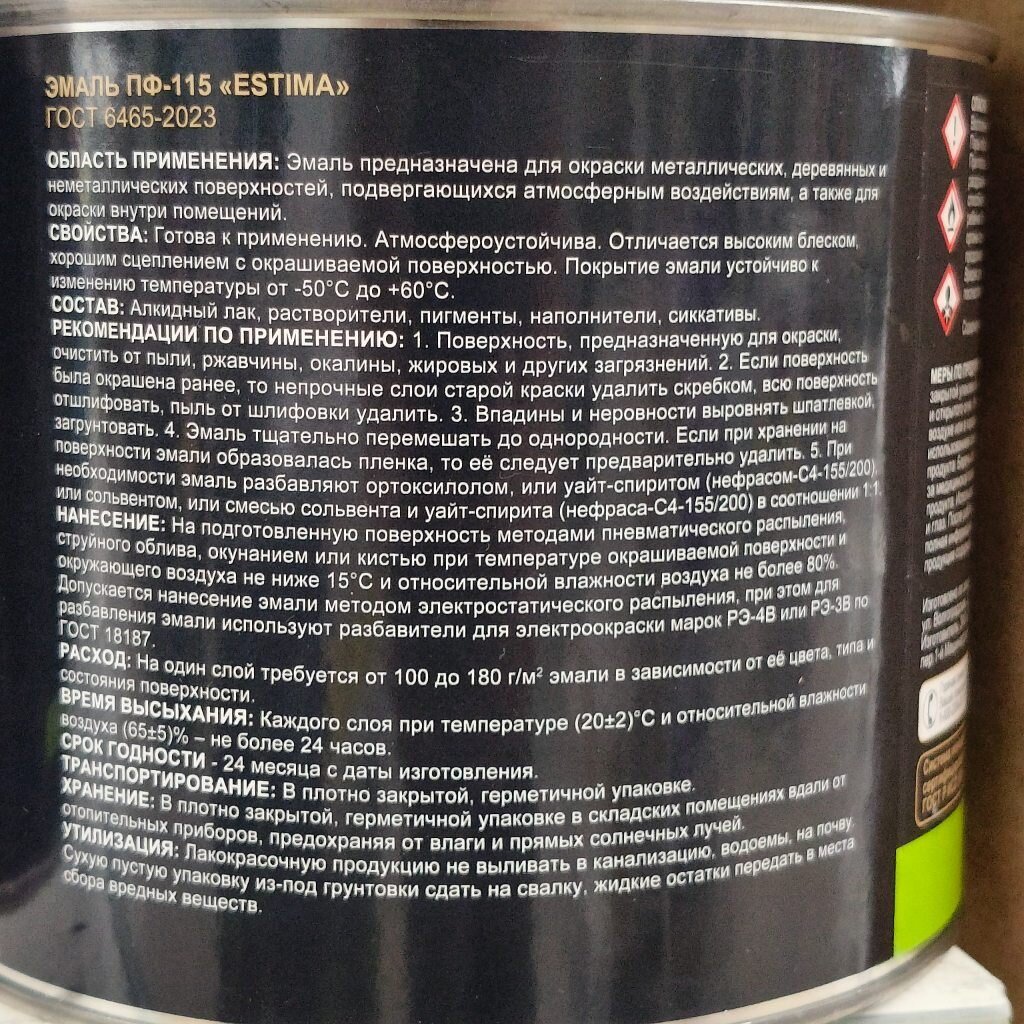 ЭМАЛЬ ПФ-115 «ESTIMA»
ГОСТ 6465-2023
ОБЛАСТЬ ПРИМЕНЕНИЯ: Эмаль предназначена для окраски металлических, деревянных и
неметаллических поверхностей, подвергающихся атмосферным воздействиям, а также для
окраски внутри помещений.
СВОЙСТВА: Готова к применению. Атмосфероустойчива. Отличается высоким блеском,
хорошим сцеплением с окрашиваемой поверхностью. Покрытие эмали устойчиво к
изменению температуры от -50°С до +60°С.
СОСТАВ: Алкидный лак, растворители, пигменты, наполнители, сиккативы.
РЕКОМЕНДАЦИИ ПО ПРИМЕНЕНИЮ: 1. Поверхность, предназначенную для окраски,
очистить от пыли, ржавчины, окалины, жировых и других загрязнений. 2. Если поверхность
была окрашена ранее, то непрочные слои старой краски удалить скребком, всю поверхность
отшлифовать, пыль от шлифовки удалить. 3. Впадины и неровности выровнять шпатлевкой,
загрунтовать. 4. Эмаль тщательно перемешать до однородности. Если при хранении на
поверхности эмали образовалась пленка, то её следует предварительно удалить. 5. При
необходимости эмаль разбавляют ортоксилолом, или уайт-спиритом (нефрасом-С4-155/200),
или сольвентом, или смесью сольвента и уайт-спирита (нефраса-С4-155/200) в соотношении 1:1.
НАНЕСЕНИЕ: На подготовленную поверхность методами пневматического распыления,
струйного облива, окунанием или кистью при температуре окрашиваемой поверхности и
окружающего воздуха не ниже 15°С и относительной влажности воздуха не более 80%.
Допускается нанесение эмали методом электростатического распыления, при этом для
разбавления эмали используют разбавители для электроокраски марок РЭ-4В или РЭ-3В по
ГОСТ 18187.
РАСХОД: На один слой требуется от 100 до 180 г/м² эмали в зависимости от её цвета, типа и
состояния поверхности.
ВРЕМЯ ВЫСЫХАНИЯ: Каждого слоя при температуре (20±2)°С и относительной влажности
воздуха (65±5)% – не более 24 часов.
СРОК ГОДНОСТИ - 24 месяца с даты изготовления.
ТРАНСПОРТИРОВАНИЕ: В плотно закрытой, герметичной упаковке.
ХРАНЕНИЕ: В плотно закрытой, герметичной упаковке в складских помещениях вдали от
отопительных приборов, предохраняя от влаги и прямых солнечных лучей.
УТИЛИЗАЦИЯ: Лакокрасочную продукцию не выливать в канализацию, водоемы, на почву.
Сухую пустую упаковку из-под грунтовки сдать на свалку, жидкие остатки передать в места
сбора вредных веществ.